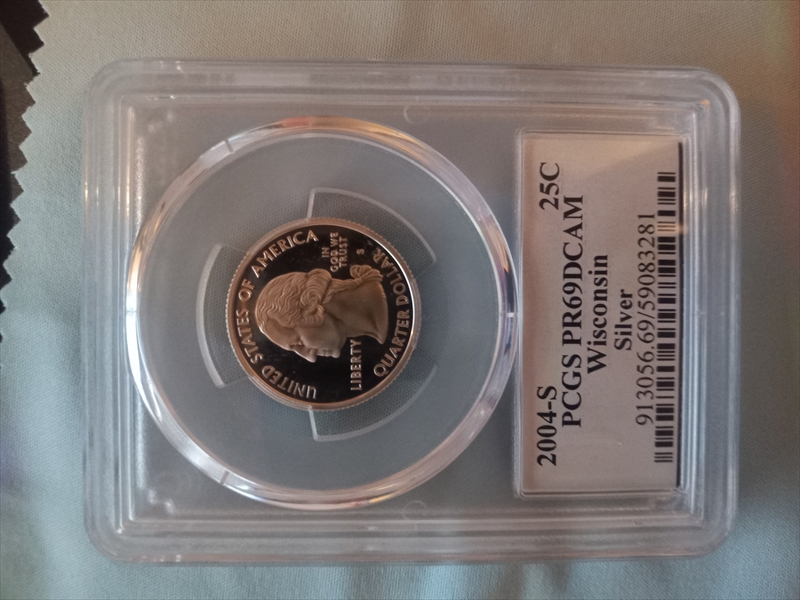 2004-S 25C
PCGS PR69DCAM
Wisconsin
Silver
913056.69/59083281
UNITED STATES OF AMERICA
LIBERTY
IN
GOD WE
TRUST
S
QUARTER DOLLAR